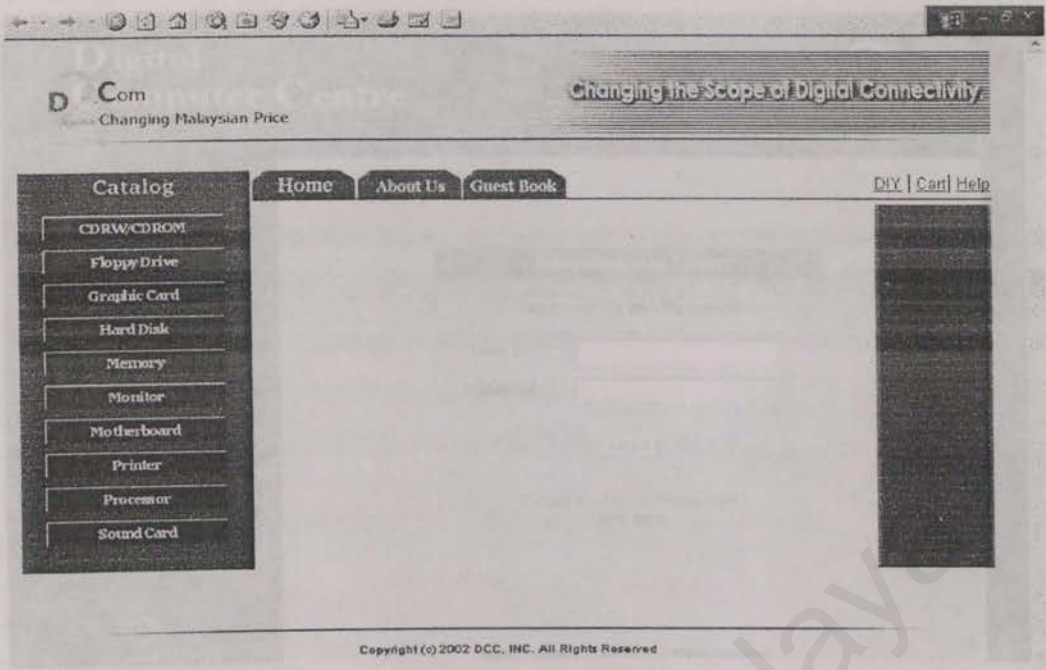 D Com
Changing Malaysian Price
Changing the Scope of Digital Connectivity
Catalog
Home
About Us
Guest Book
DIY | Cart| Help
CDRW/CDROM
Floppy Drive
Graphic Card
Hard Disk
Memory
Monitor
Motherboard
Printer
Processor
Sound Card
Copyright (c) 2002 DCC, INC. All Rights Reserved